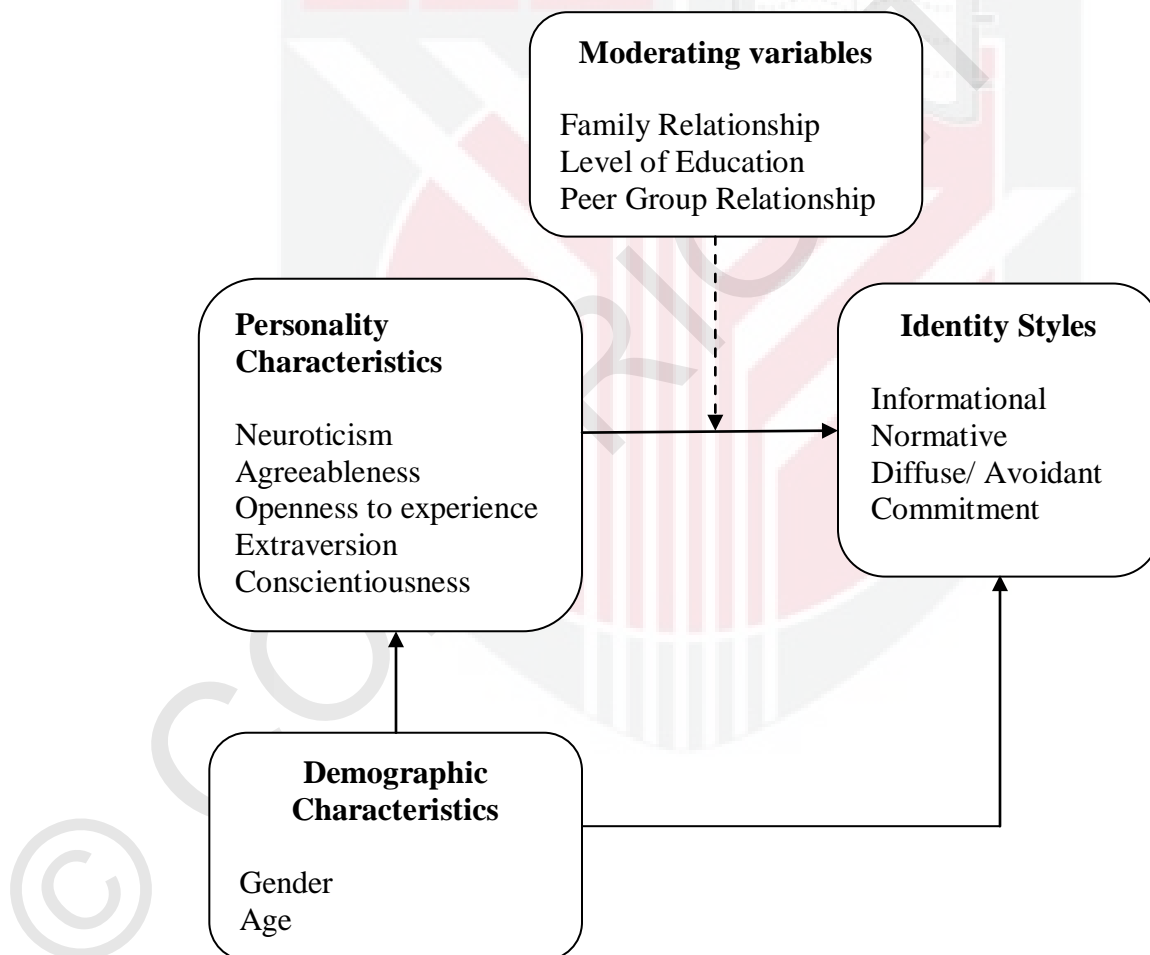 Moderating variables
Family Relationship
Level of Education
Peer Group Relationship
Personality
Characteristics
Neuroticism
Agreeableness
Openness to experience
Extraversion
Conscientiousness
Identity Styles
Informational
Normative
Diffuse/ Avoidant
Commitment
Demographic
Characteristics
Gender
Age